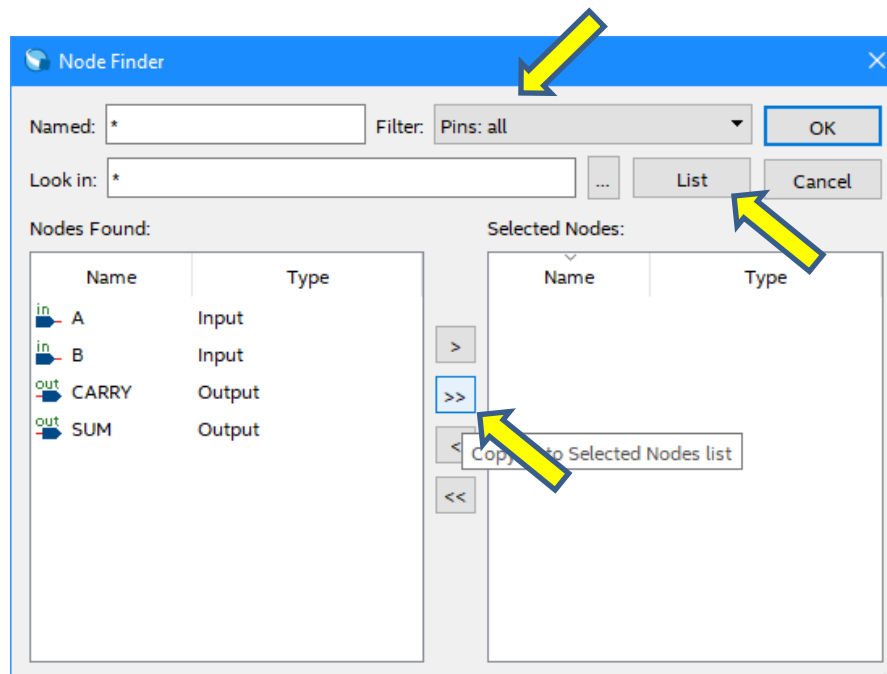 Node Finder
Named: * Filter: Pins: all OK
Look in: * ... List Cancel
Nodes Found: Selected Nodes:
Name Type Name Type
in A Input
in B Input
out CARRY Output
out SUM Output
>
>>
<
Copy to Selected Nodes list
<<